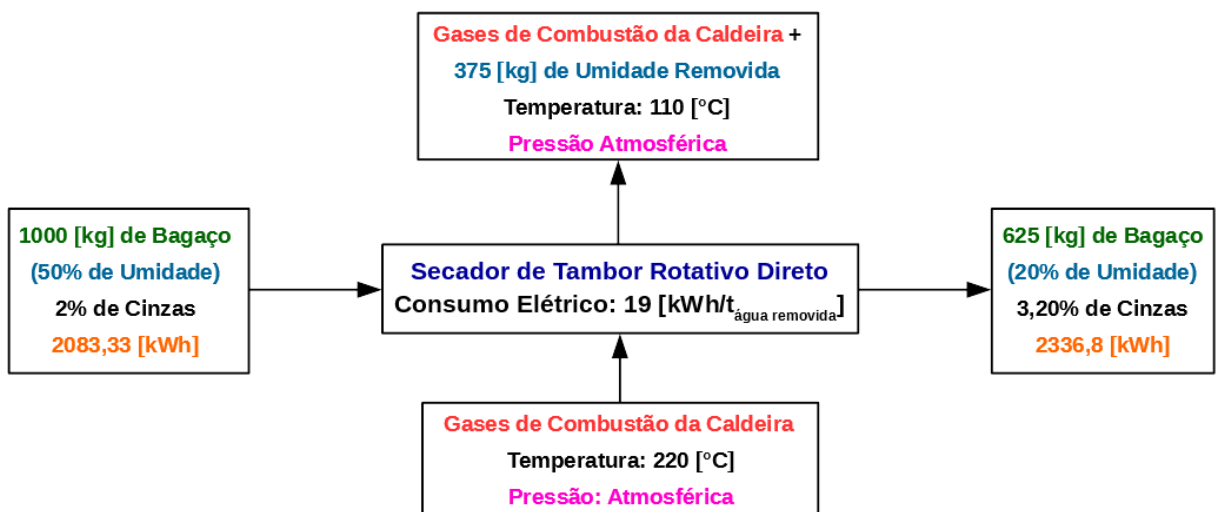 Gases de Combustão da Caldeira +
375 [kg] de Umidade Removida
Temperatura: 110 [°C]
Pressão Atmosférica
1000 [kg] de Bagaço
(50% de Umidade)
2% de Cinzas
2083,33 [kWh]
Secador de Tambor Rotativo Direto
Consumo Elétrico: 19 [kWh/t água removida]
625 [kg] de Bagaço
(20% de Umidade)
3,20% de Cinzas
2336,8 [kWh]
Gases de Combustão da Caldeira
Temperatura: 220 [°C]
Pressão: Atmosférica